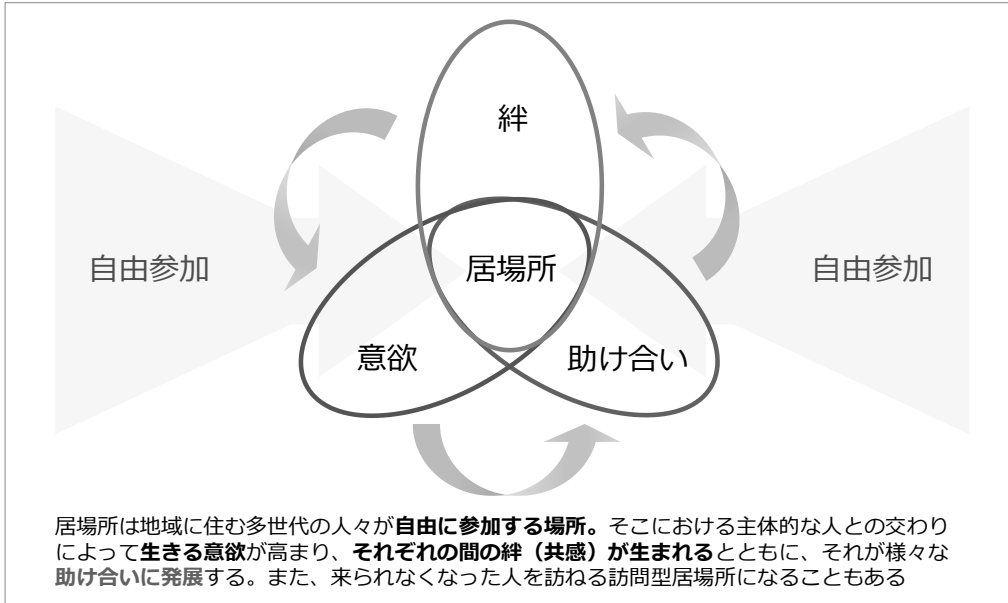 絆
自由参加
居場所
自由参加
意欲
助け合い
居場所は地域に住む多世代の人々が自由に参加する場所。そこにおける主体的な人との交わり
によって生きる意欲が高まり、それぞれの間の絆（共感）が生まれるとともに、それが様々な
助け合いに発展する。また、来られなくなった人を訪ねる訪問型居場所になることもある